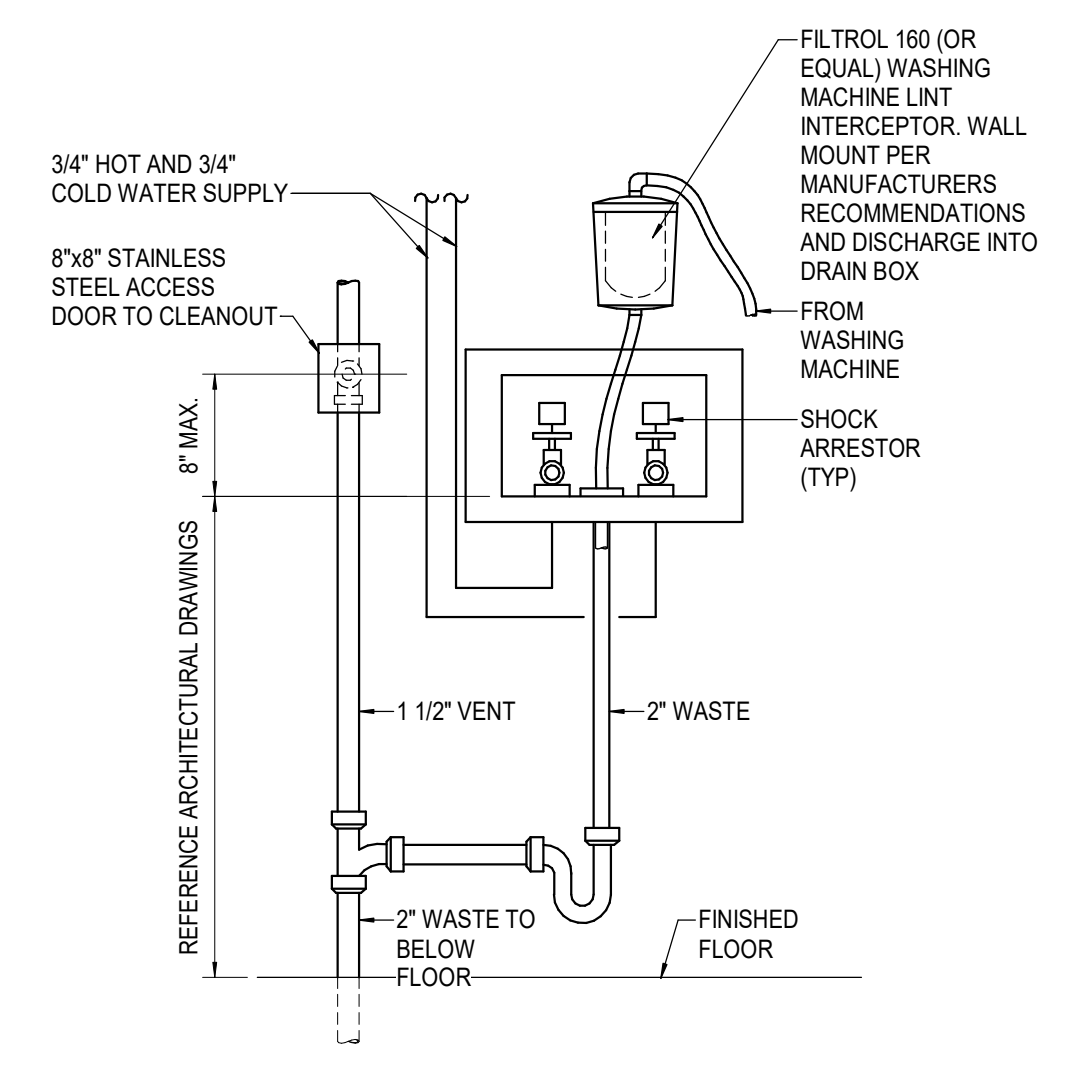 FILTROL 160 (OR
EQUAL) WASHING
MACHINE LINT
INTERCEPTOR. WALL
MOUNT PER
MANUFACTURERS
RECOMMENDATIONS
AND DISCHARGE INTO
DRAIN BOX
3/4" HOT AND 3/4"
COLD WATER SUPPLY
8"x8" STAINLESS
STEEL ACCESS
DOOR TO CLEANOUT
FROM
WASHING
MACHINE
SHOCK
ARRESTOR
(TYP)
8" MAX.
REFERENCE ARCHITECTURAL DRAWINGS
1 1/2" VENT
2" WASTE
2" WASTE TO
BELOW
FLOOR
FINISHED
FLOOR